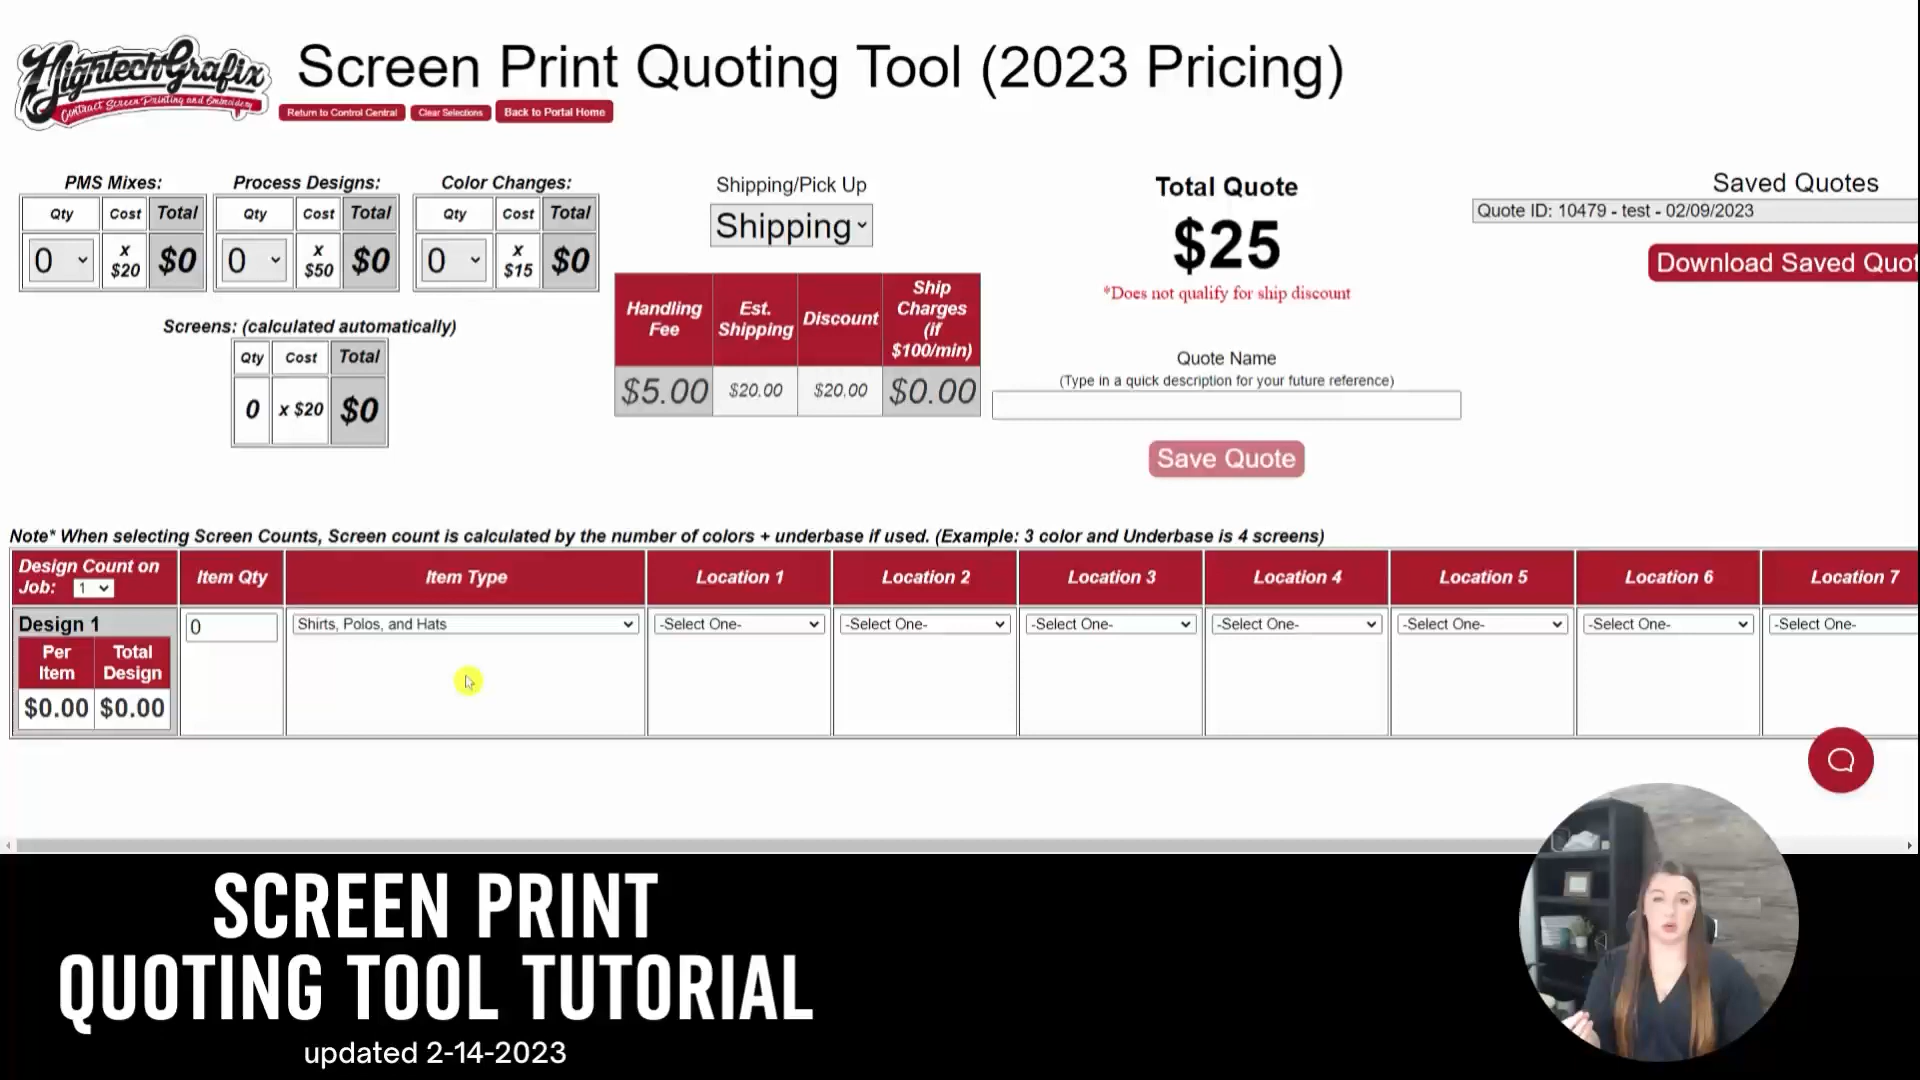 HightechGrafix
Contract Screen Printing and Embroidery
Screen Print Quoting Tool (2023 Pricing)
Return to Control Central
Clear Selections
Back to Portal Home
PMS Mixes:
Qty Cost Total
0 x $20 $0
Process Designs:
Qty Cost Total
0 x $50 $0
Color Changes:
Qty Cost Total
0 x $15 $0
Screens: (calculated automatically)
Qty Cost Total
0 x $20 $0
Shipping/Pick Up
Shipping
Handling Fee Est. Shipping Discount Ship Charges (if $100/min)
$5.00 $20.00 $20.00 $0.00
Total Quote
$25
*Does not qualify for ship discount
Quote Name
(Type in a quick description for your future reference)
Save Quote
Saved Quotes
Quote ID: 10479 - test - 02/09/2023
Download Saved Quot
Note* When selecting Screen Counts, Screen count is calculated by the number of colors + underbase if used. (Example: 3 color and Underbase is 4 screens)
Design Count on Job: 1 Item Qty Item Type Location 1 Location 2 Location 3 Location 4 Location 5 Location 6 Location 7
Design 1 0 Shirts, Polos, and Hats -Select One- -Select One- -Select One- -Select One- -Select One- -Select One- -Select One-
Per Item Total Design
$0.00 $0.00
SCREEN PRINT
QUOTING TOOL TUTORIAL
updated 2-14-2023